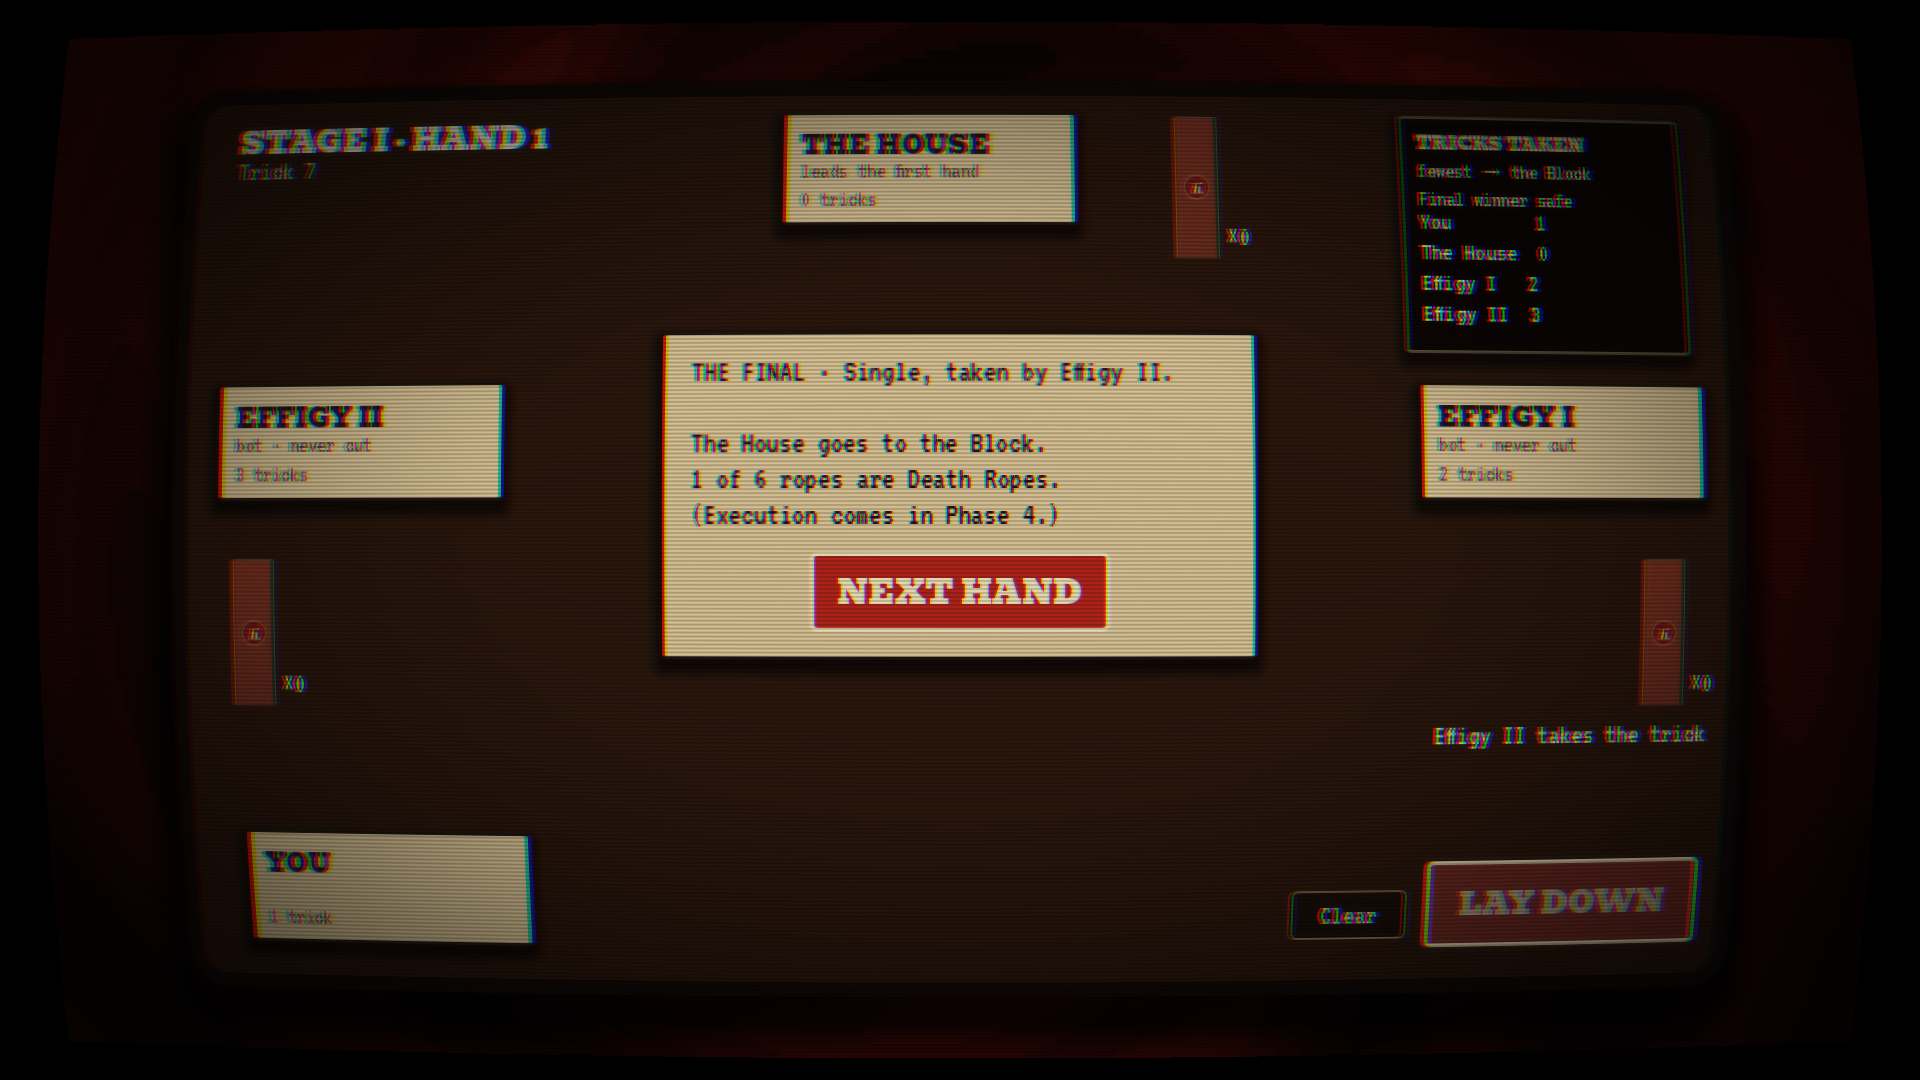 STAGE I · HAND 1
Trick 7
THE HOUSE
leads the first hand
0 tricks
X0
TRICKS TAKEN
fewest → the Block
Final winner safe
You 1
The House 0
Effigy I 2
Effigy II 3
THE FINAL · Single, taken by Effigy II.
The House goes to the Block.
1 of 6 ropes are Death Ropes.
(Execution comes in Phase 4.)
NEXT HAND
EFFIGY II
bot · never out
3 tricks
X0
EFFIGY I
bot · never out
2 tricks
X0
Effigy II takes the trick
YOU
1 trick
Clear
LAY DOWN